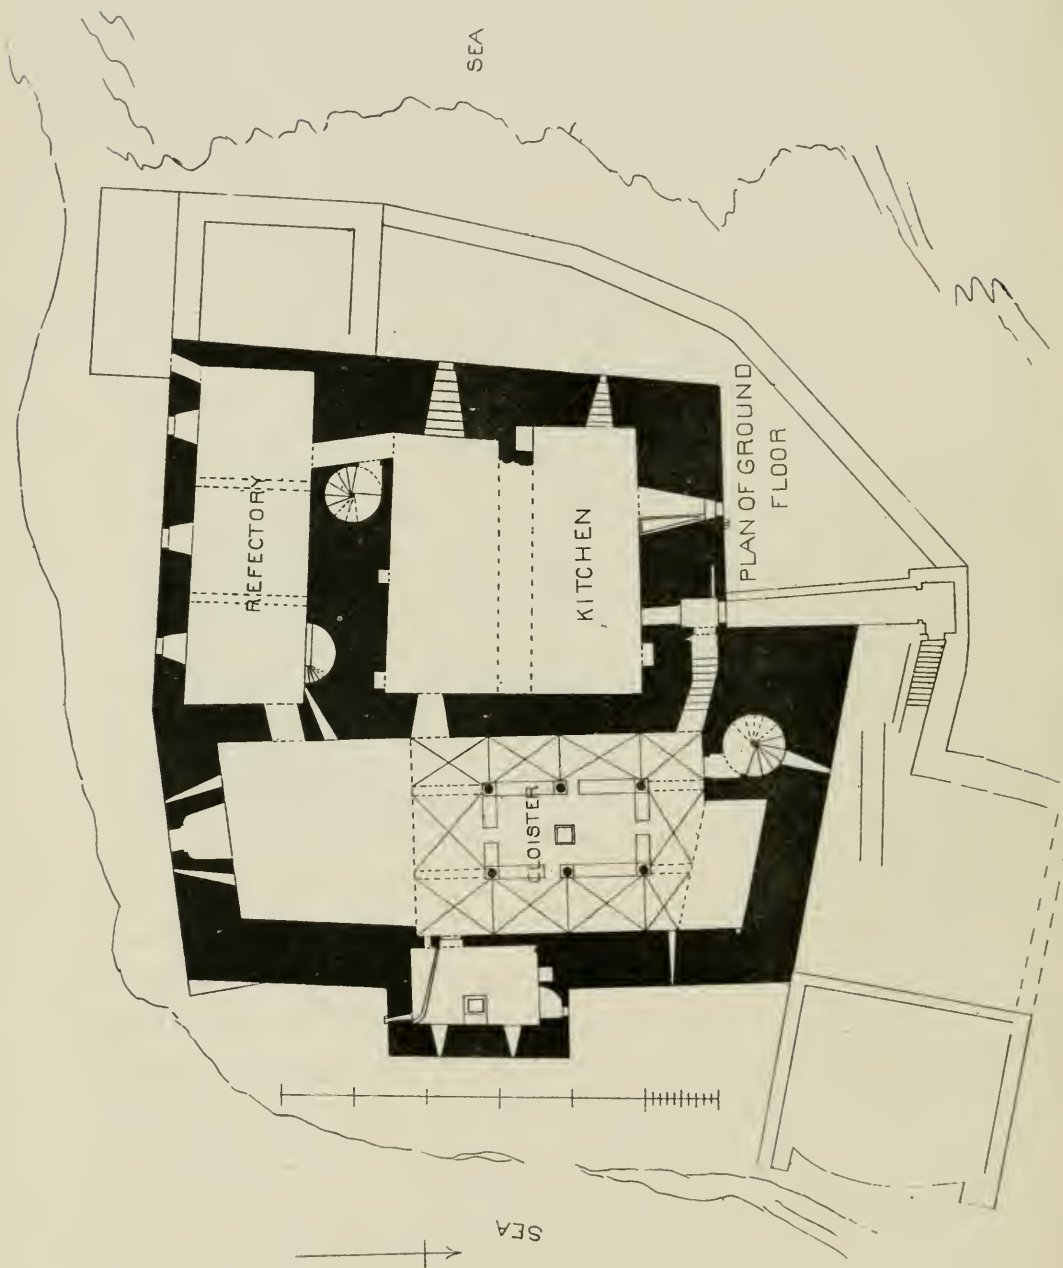 SEA
REFECTORY
KITCHEN
PLAN OF GROUND
FLOOR
CLOISTER
SEA